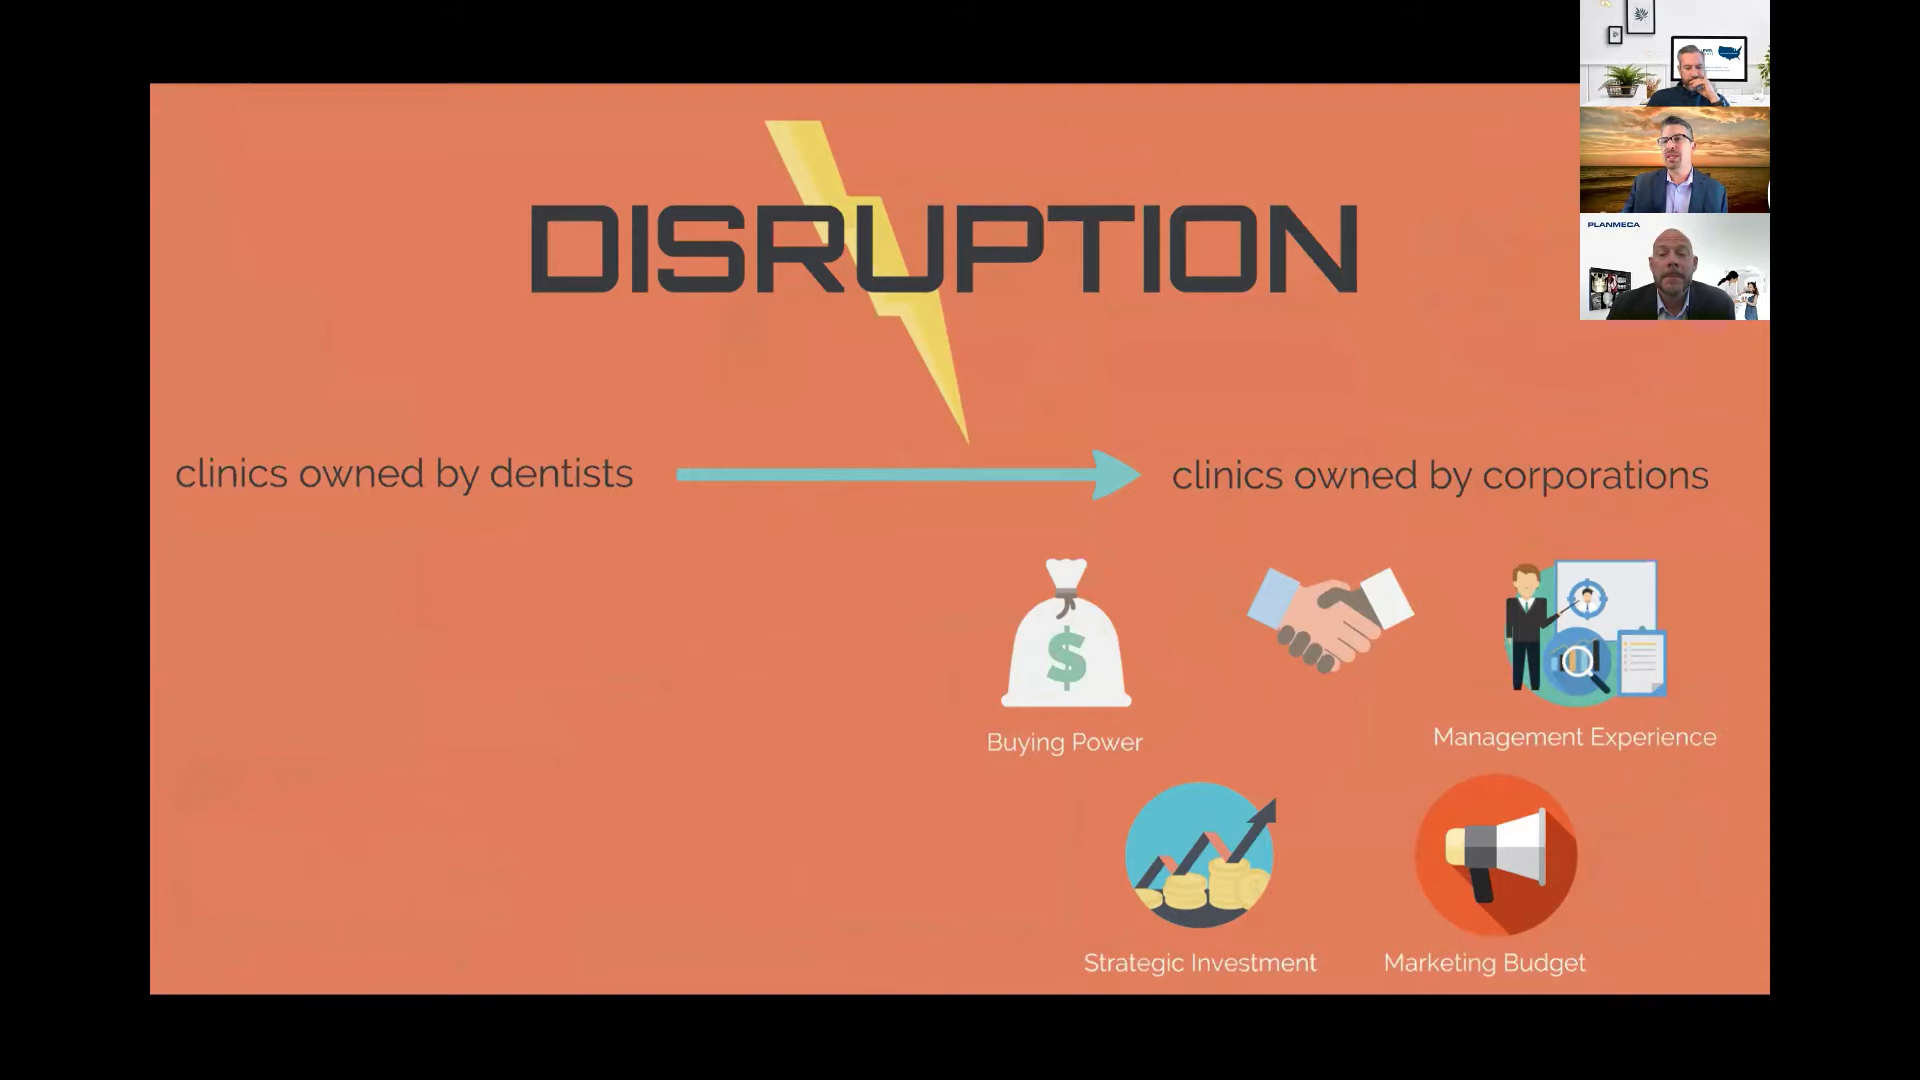 PLANMECA
DISRUPTION
clinics owned by dentists
clinics owned by corporations
Buying Power
Management Experience
Strategic Investment
Marketing Budget